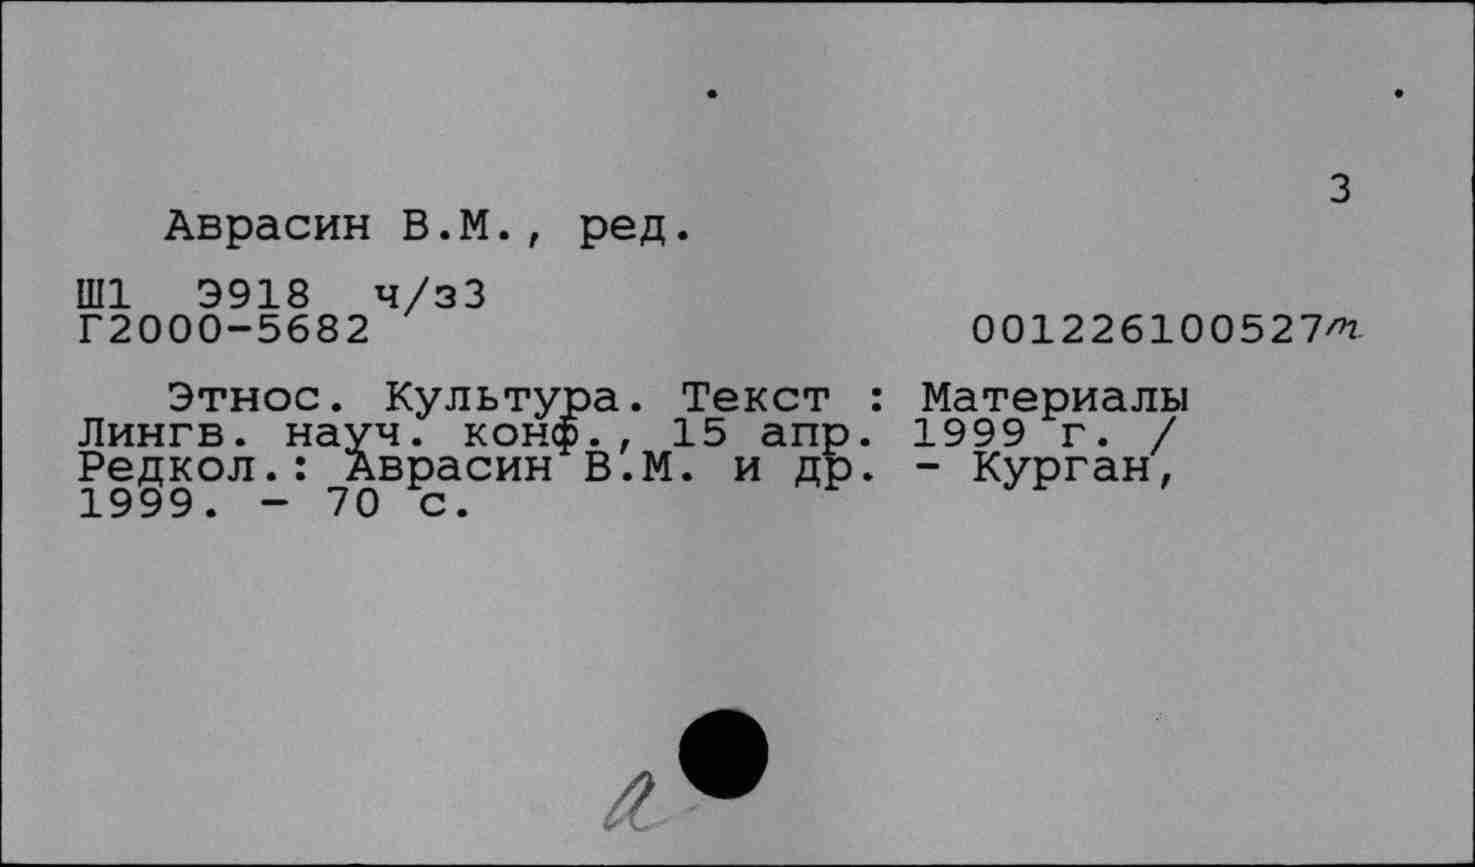 3
Аврасин В.М., ред.
Ш1 Э918 ч/з3
Г2000-5682
001226100527m
Этнос. Культура. Текст : Материалы
Лингв. науч. конф., 15 апр. 1999 г. /
Редкол.: Аврасин В.М. и др. - Курган,
1999. - 70 с.
а